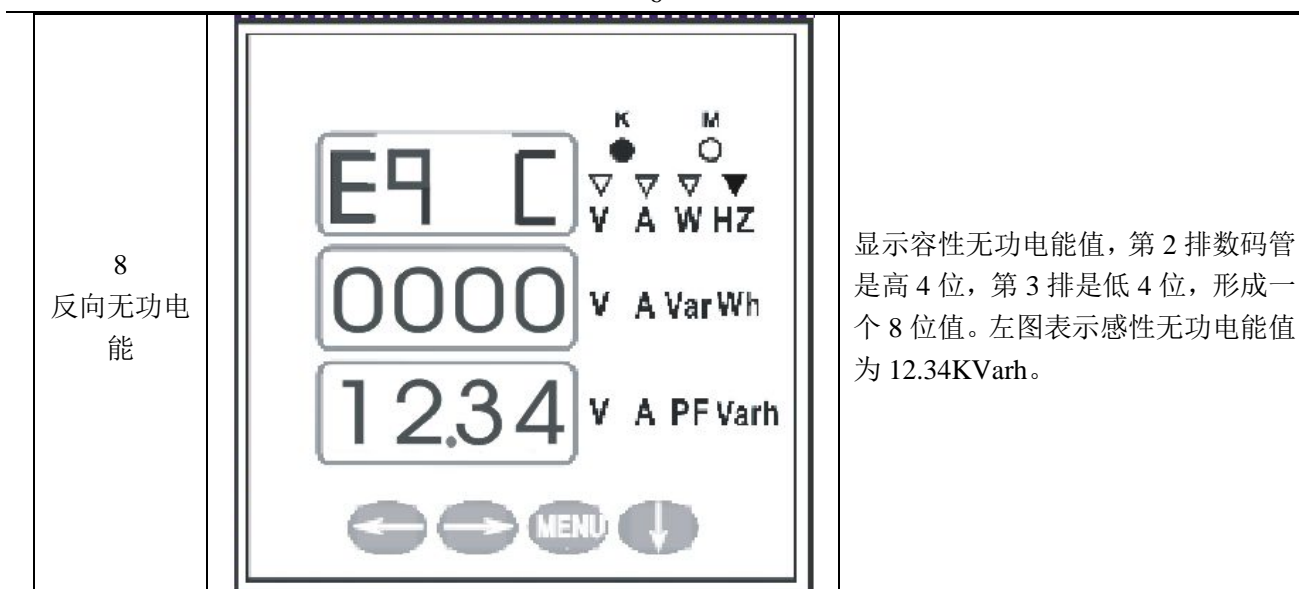 8
反向无功电
能
K M
Eq C
V A W HZ
0000
V A Var Wh
12.34
V A PF Varh
MENU
显示容性无功电能值，第 2 排数码管
是高 4 位，第 3 排是低 4 位，形成一
个 8 位值。左图表示感性无功电能值
为 12.34KVarh。